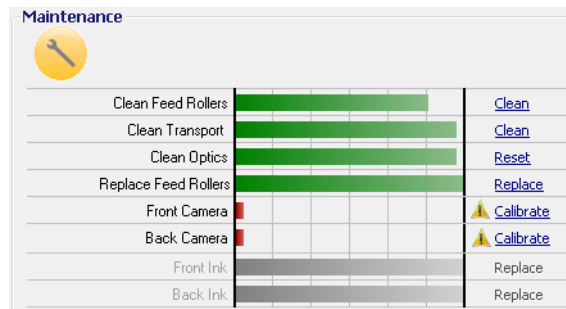 Maintenance
Clean Feed Rollers Clean
Clean Transport Clean
Clean Optics Reset
Replace Feed Rollers Replace
Front Camera Calibrate
Back Camera Calibrate
Front Ink Replace
Back Ink Replace